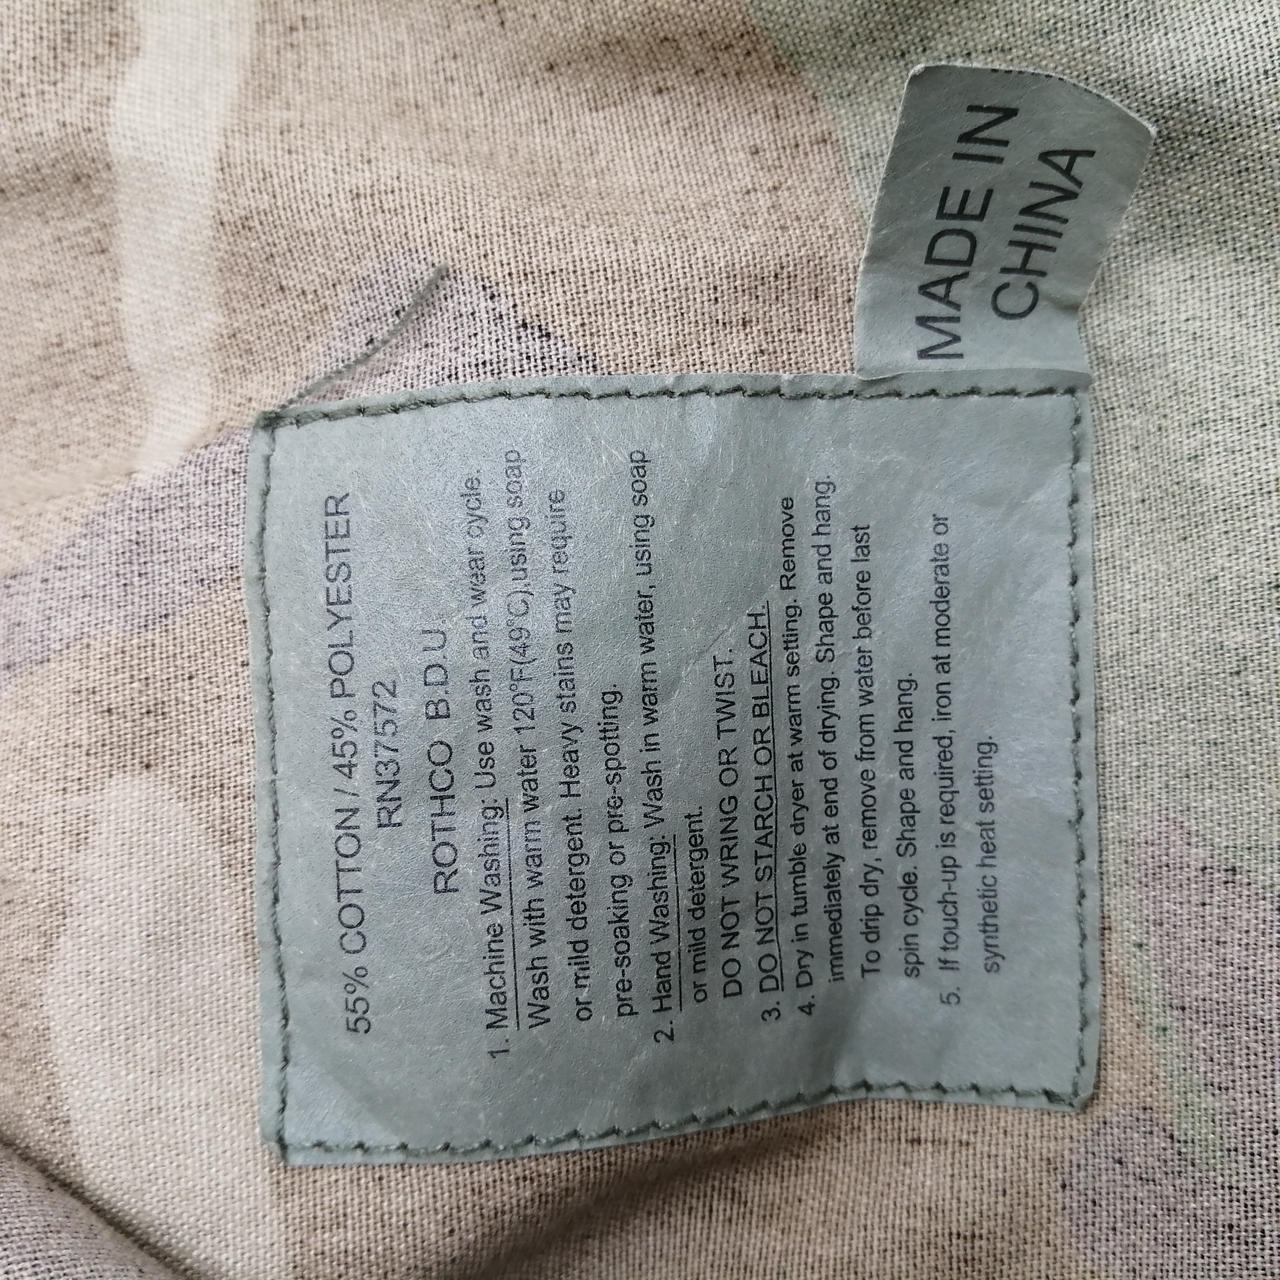 55% COTTON / 45% POLYESTER
RN37572
ROTHCO B.D.U.
1. Machine Washing: Use wash and wear cycle.
Wash with warm water 120°F(49°C),using soap
or mild detergent. Heavy stains may require
pre-soaking or pre-spotting.
2. Hand Washing: Wash in warm water, using soap
or mild detergent.
DO NOT WRING OR TWIST.
3. DO NOT STARCH OR BLEACH.
4. Dry in tumble dryer at warm setting. Remove
immediately at end of drying. Shape and hang.
To drip dry, remove from water before last
spin cycle. Shape and hang.
5. If touch-up is required, iron at moderate or
synthetic heat setting.
MADE IN
CHINA